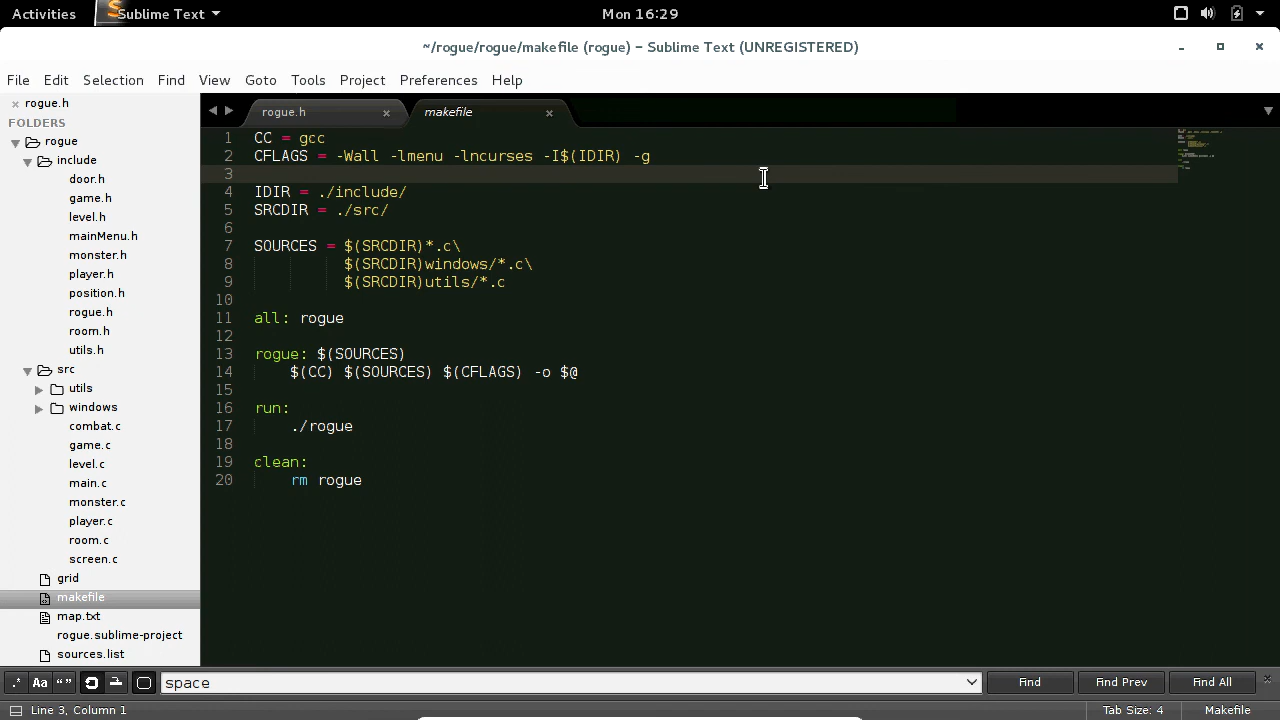 Activities
Sublime Text
Mon 16:29
~/rogue/rogue/makefile (rogue) – Sublime Text (UNREGISTERED)
File Edit Selection Find View Goto Tools Project Preferences Help
rogue.h
FOLDERS
rogue
include
door.h
game.h
level.h
mainMenu.h
monster.h
player.h
position.h
rogue.h
room.h
utils.h
src
utils
windows
combat.c
game.c
level.c
main.c
monster.c
player.c
room.c
screen.c
grid
makefile
map.txt
rogue.sublime-project
sources.list
rogue.h
makefile
1 CC = gcc
2 CFLAGS = -Wall -lmenu -lncurses -I$(IDIR) -g
3
4 IDIR = ./include/
5 SRCDIR = ./src/
6
7 SOURCES = $(SRCDIR)*.c\
8 $(SRCDIR)windows/*.c\
9 $(SRCDIR)utils/*.c
10
11 all: rogue
12
13 rogue: $(SOURCES)
14 $(CC) $(SOURCES) $(CFLAGS) -o $@
15
16 run:
17 ./rogue
18
19 clean:
20 rm rogue
.* Aa “” space Find Find Prev Find All
Line 3, Column 1 Tab Size: 4 Makefile